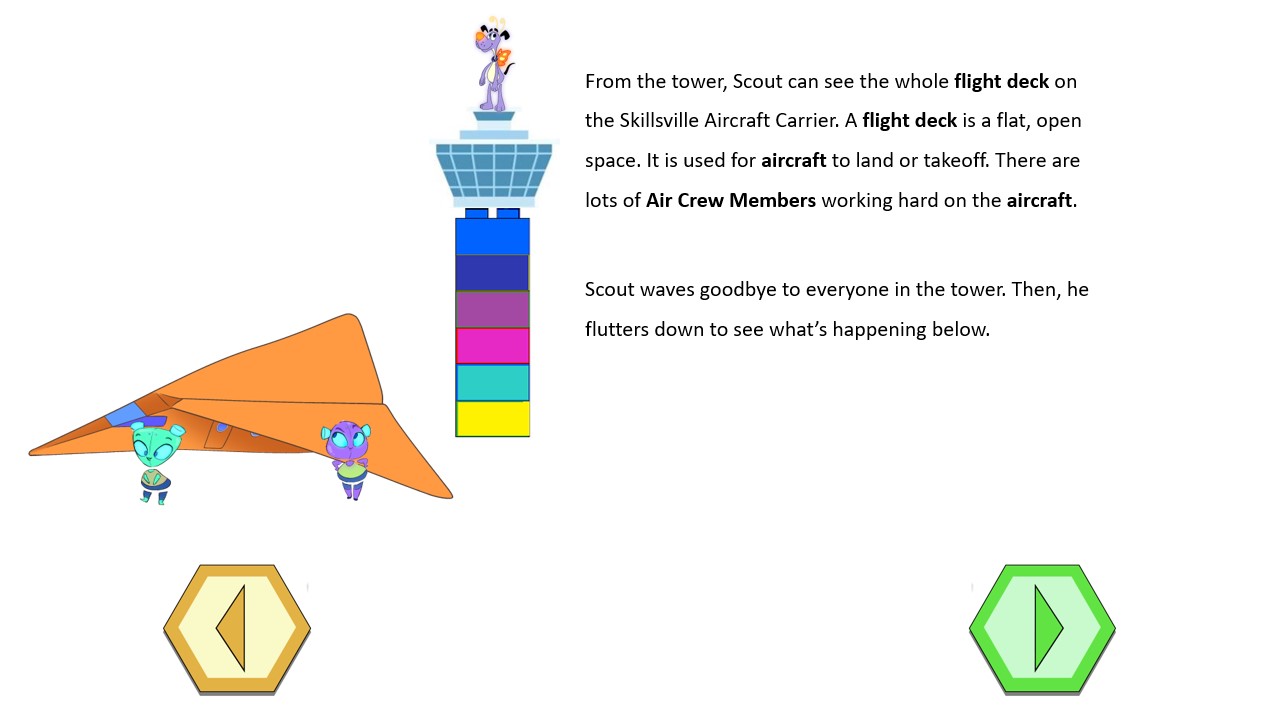 From the tower, Scout can see the whole flight deck on
the Skillsville Aircraft Carrier. A flight deck is a flat, open
space. It is used for aircraft to land or takeoff. There are
lots of Air Crew Members working hard on the aircraft.
Scout waves goodbye to everyone in the tower. Then, he
flutters down to see what’s happening below.